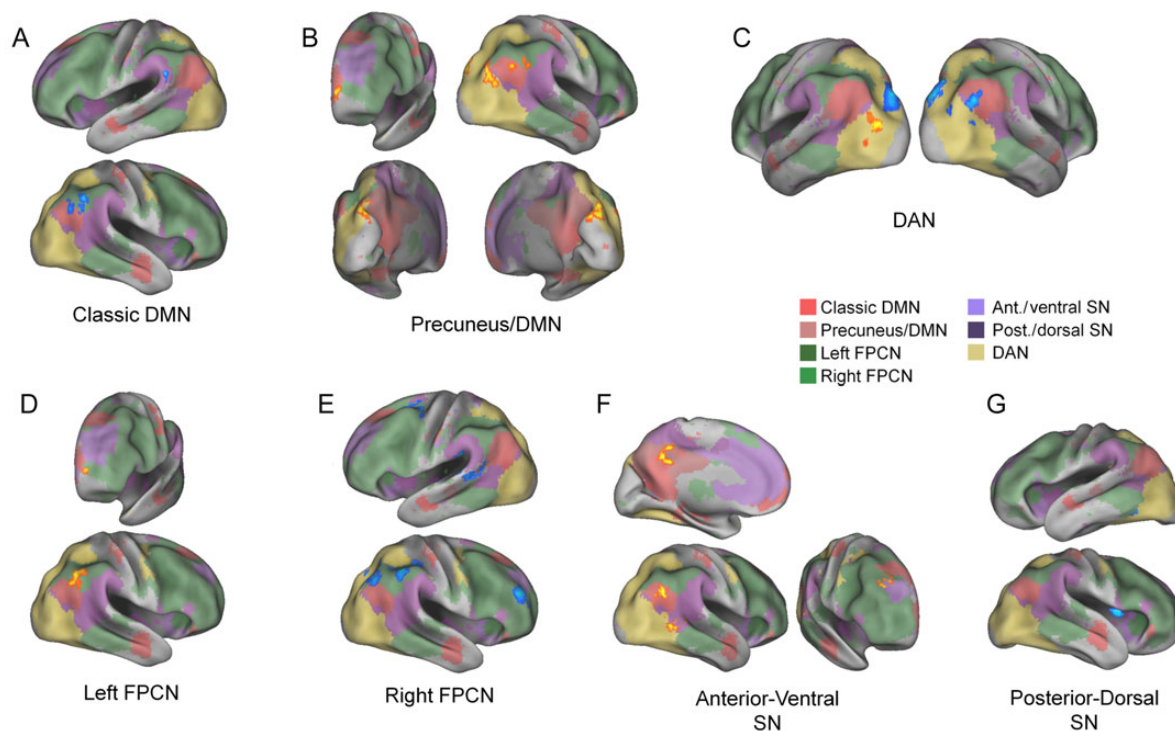 A
B
C
Classic DMN
Precuneus/DMN
DAN
Classic DMN
Precuneus/DMN
Left FPCN
Right FPCN
Ant./ventral SN
Post./dorsal SN
DAN
D
E
F
G
Left FPCN
Right FPCN
Anterior-Ventral
SN
Posterior-Dorsal
SN